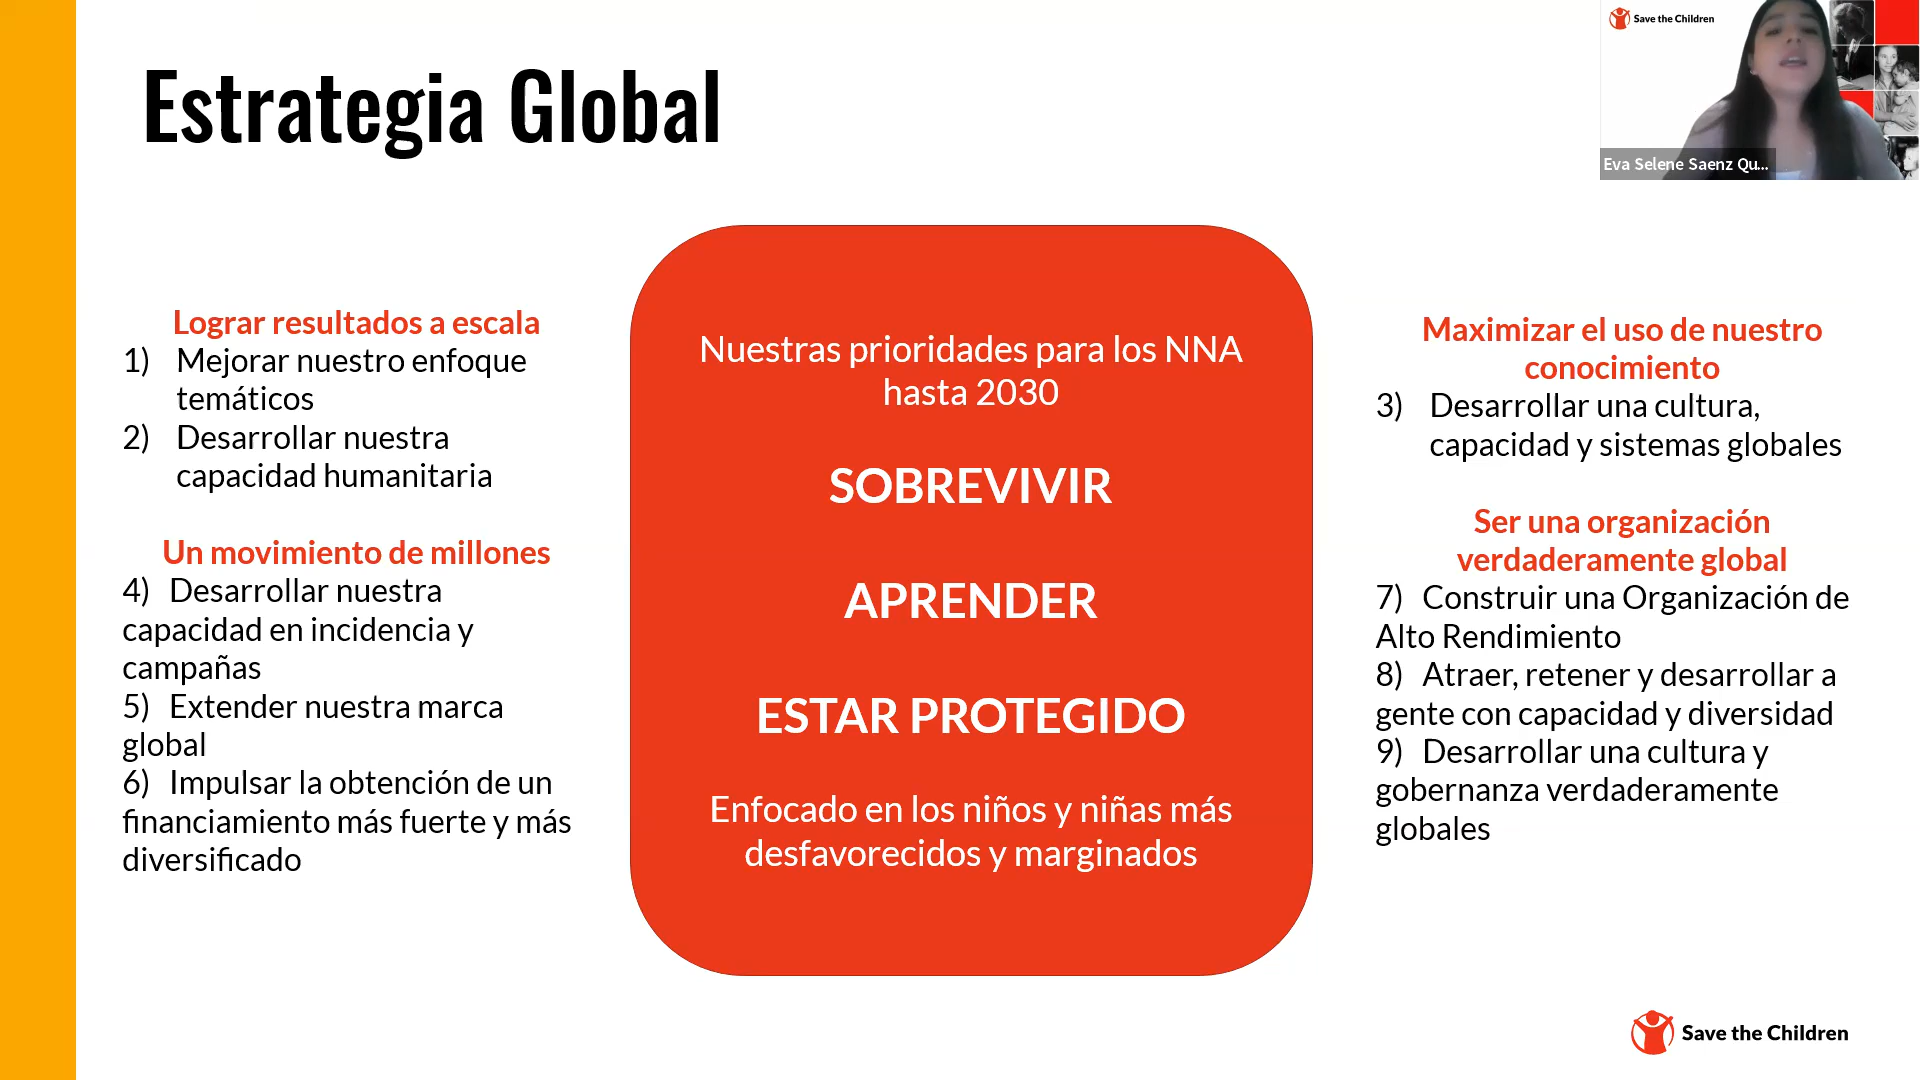 Estrategia Global
Save the Children
Eva Selene Saenz Qu...
Lograr resultados a escala
1) Mejorar nuestro enfoque
temáticos
2) Desarrollar nuestra
capacidad humanitaria
Un movimiento de millones
4) Desarrollar nuestra
capacidad en incidencia y
campañas
5) Extender nuestra marca
global
6) Impulsar la obtención de un
financiamiento más fuerte y más
diversificado
Nuestras prioridades para los NNA
hasta 2030
SOBREVIVIR
APRENDER
ESTAR PROTEGIDO
Enfocado en los niños y niñas más
desfavorecidos y marginados
Maximizar el uso de nuestro
conocimiento
3) Desarrollar una cultura,
capacidad y sistemas globales
Ser una organización
verdaderamente global
7) Construir una Organización de
Alto Rendimiento
8) Atraer, retener y desarrollar a
gente con capacidad y diversidad
9) Desarrollar una cultura y
gobernanza verdaderamente
globales
Save the Children